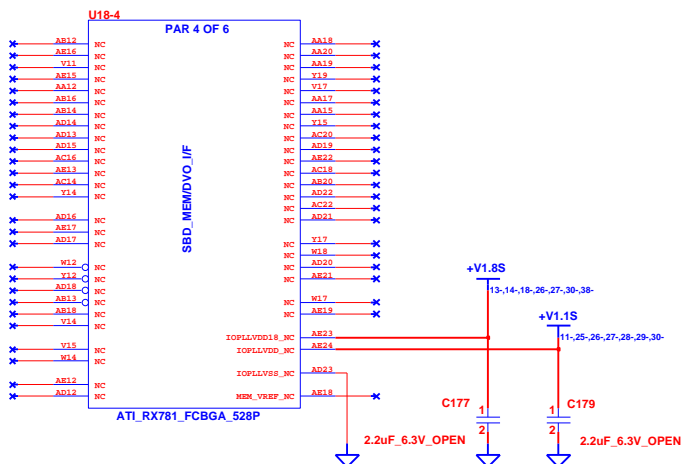 U18-4
PAR 4 OF 6
AB12 NC NC AA18
AE16 NC NC AA20
V11 NC NC AA19
AE15 NC NC Y19
AA12 NC NC V17
AB16 NC NC AA17
AB14 NC NC AA15
AD14 NC NC Y15
AD13 NC NC AC20
AD15 NC NC AD19
AC16 NC NC AE22
AE13 NC NC AC18
AC14 NC NC AB20
Y14 NC NC AD22
NC AC22
AD16 NC NC AD21
AE17 NC
AD17 NC NC Y17
NC W18
W12 NC NC AD20
Y12 NC NC AE21
AD18 NC
AB13 NC NC W17
AB18 NC NC AE19
V14 NC
IOPLLVDD18_NC AE23
V15 NC IOPLLVDD_NC AE24
W14 NC
IOPLLVSS_NC AD23
AE12 NC
AD12 NC MEM_VREF_NC AE18
SBD_MEM/DVO_I/F
ATI_RX781_FCBGA_528P
+V1.8S
13-,14-,18-,26-,27-,30-,38-
+V1.1S
11-,25-,26-,27-,28-,29-,30-
C177
1
2
2.2uF_6.3V_OPEN
C179
1
2
2.2uF_6.3V_OPEN